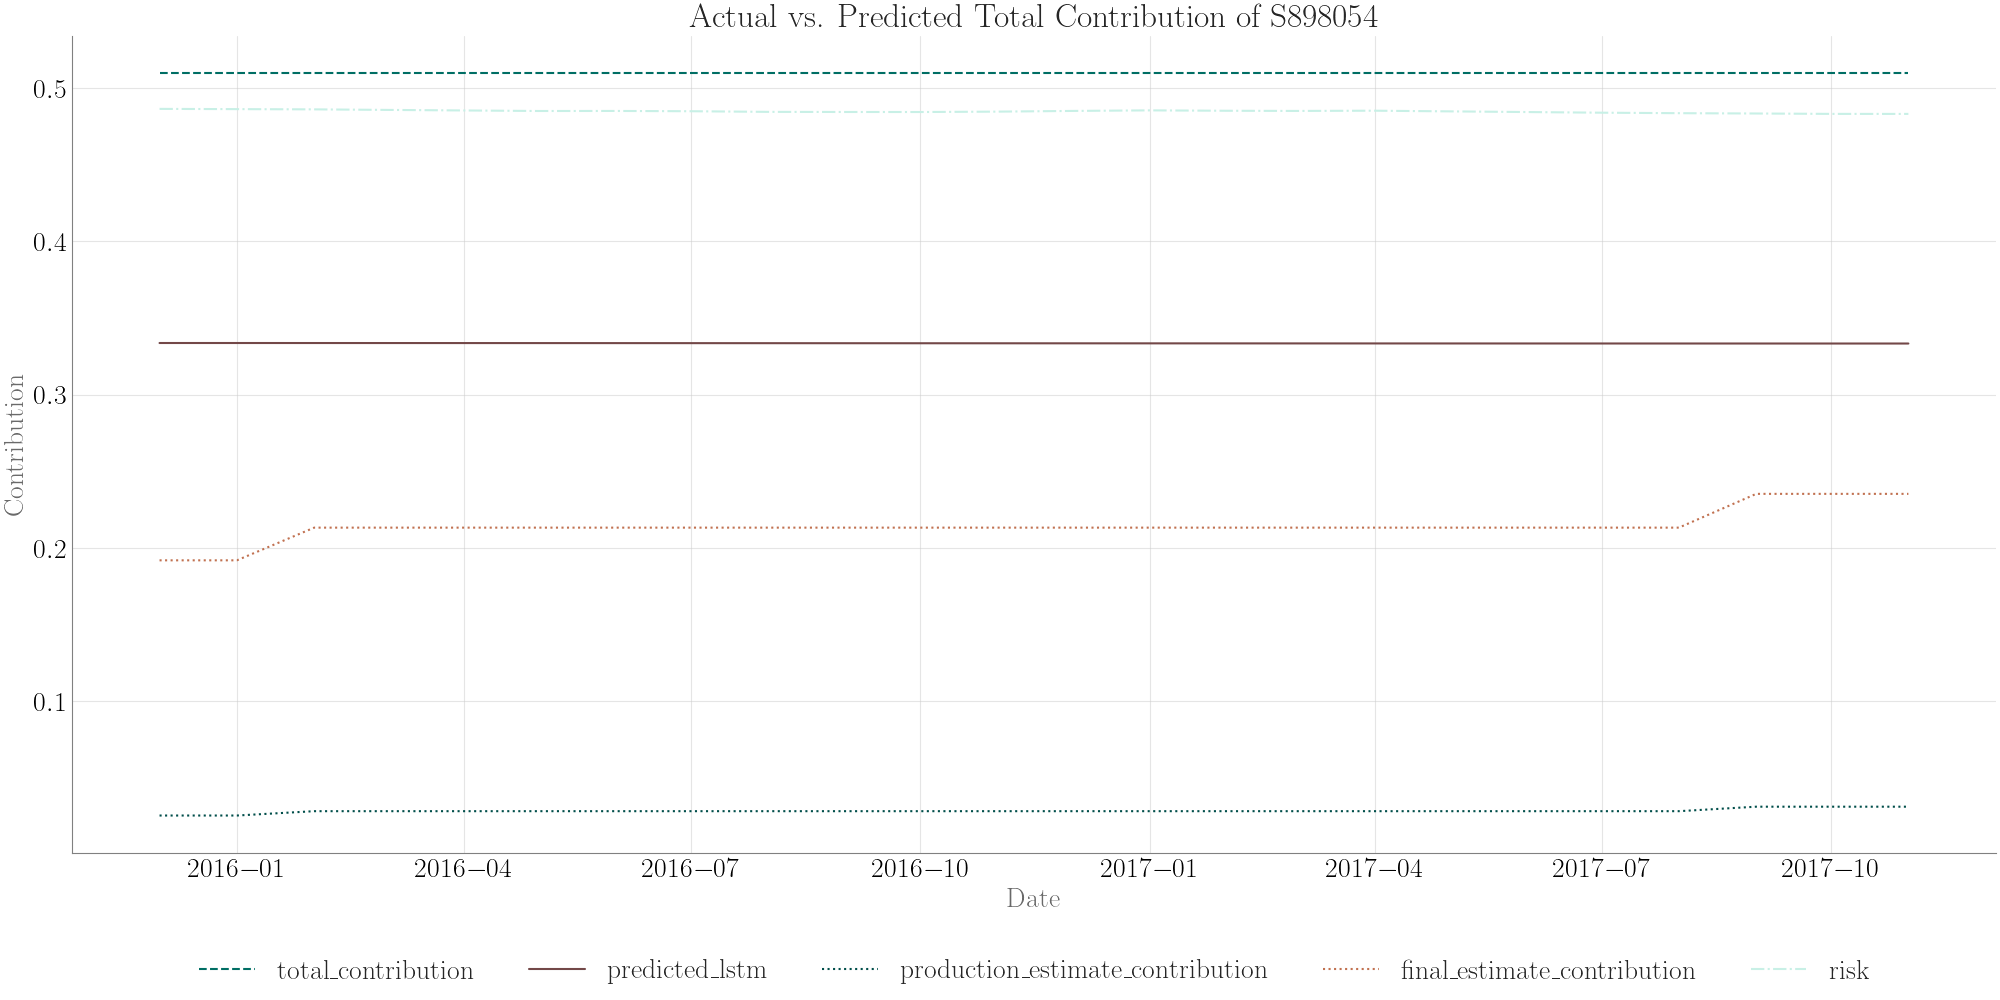 Actual vs. Predicted Total Contribution of S898054
0.5
0.4
0.3
0.2
0.1
Contribution
2016–01 2016–04 2016–07 2016–10 2017–01 2017–04 2017–07 2017–10
Date
total_contribution predicted_lstm production_estimate_contribution final_estimate_contribution risk